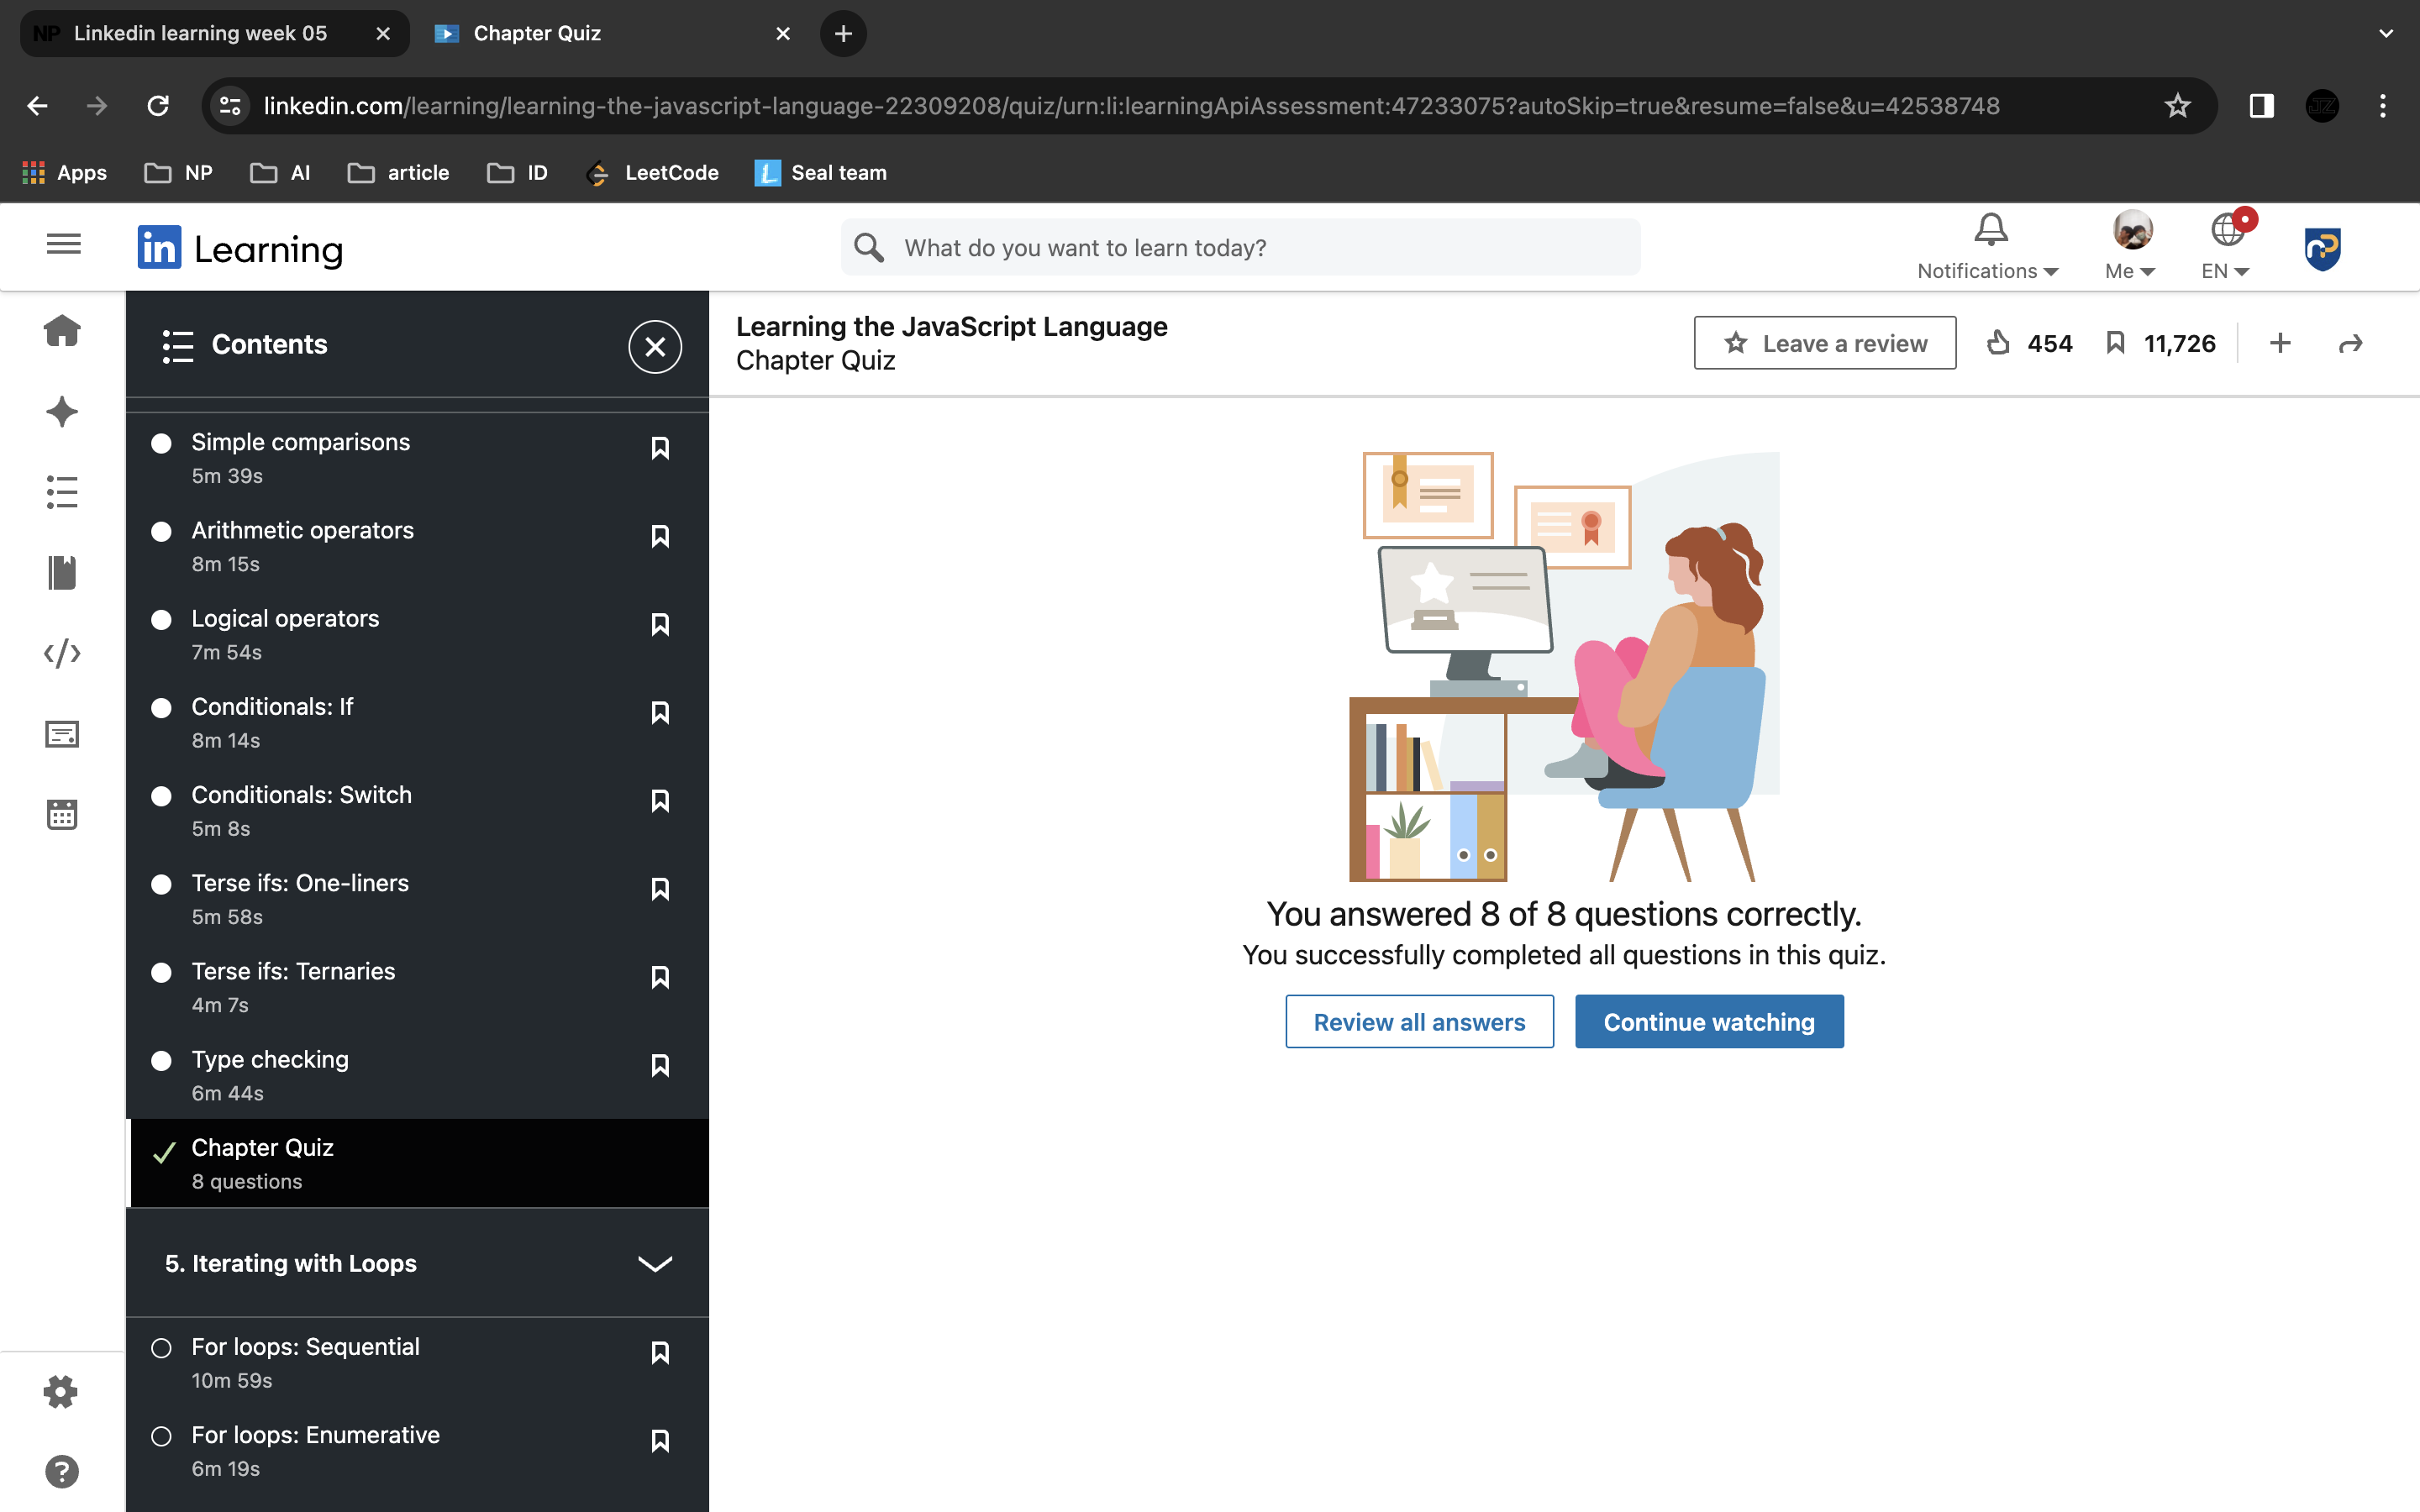 NP Linkedin learning week 05
Chapter Quiz
linkedin.com/learning/learning-the-javascript-language-22309208/quiz/urn:li:learningApiAssessment:47233075?autoSkip=true&resume=false&u=42538748
JZ
Apps
NP
AI
article
ID
LeetCode
L Seal team
in Learning
What do you want to learn today?
Notifications
Me
EN
Contents
Learning the JavaScript Language
Chapter Quiz
Leave a review
454
11,726
Simple comparisons
5m 39s
Arithmetic operators
8m 15s
Logical operators
7m 54s
Conditionals: If
8m 14s
Conditionals: Switch
5m 8s
Terse ifs: One-liners
5m 58s
Terse ifs: Ternaries
4m 7s
Type checking
6m 44s
Chapter Quiz
8 questions
5. Iterating with Loops
For loops: Sequential
10m 59s
For loops: Enumerative
6m 19s
You answered 8 of 8 questions correctly.
You successfully completed all questions in this quiz.
Review all answers
Continue watching